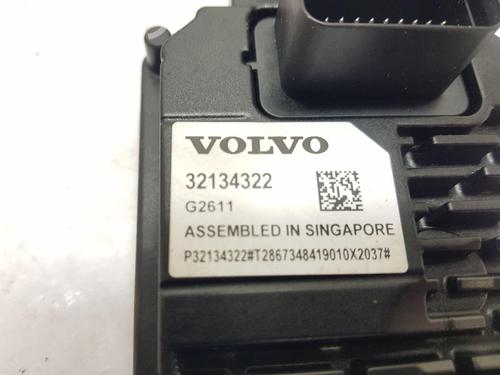 VOLVO
32134322
G2611
ASSEMBLED IN SINGAPORE
P32134322#T2867348419010X2037#